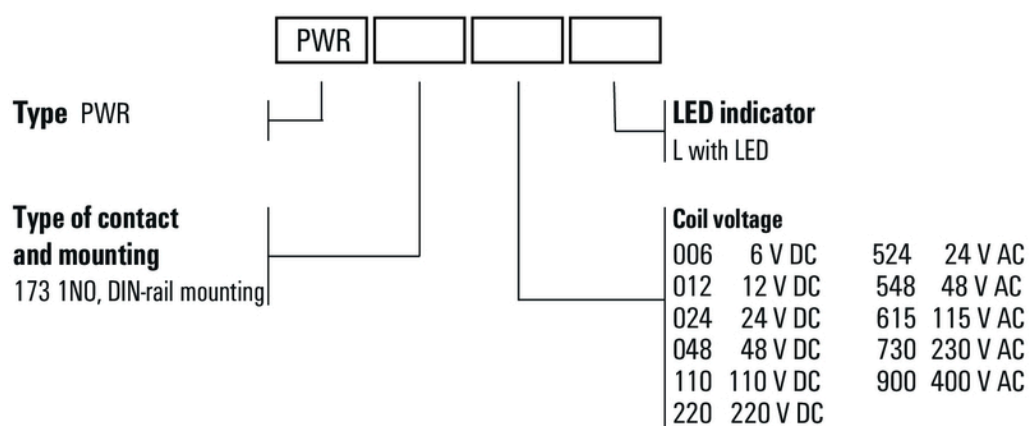 PWR
Type PWR
LED indicator
L with LED
Type of contact
and mounting
173 1NO, DIN-rail mounting
Coil voltage
006 6 V DC 524 24 V AC
012 12 V DC 548 48 V AC
024 24 V DC 615 115 V AC
048 48 V DC 730 230 V AC
110 110 V DC 900 400 V AC
220 220 V DC